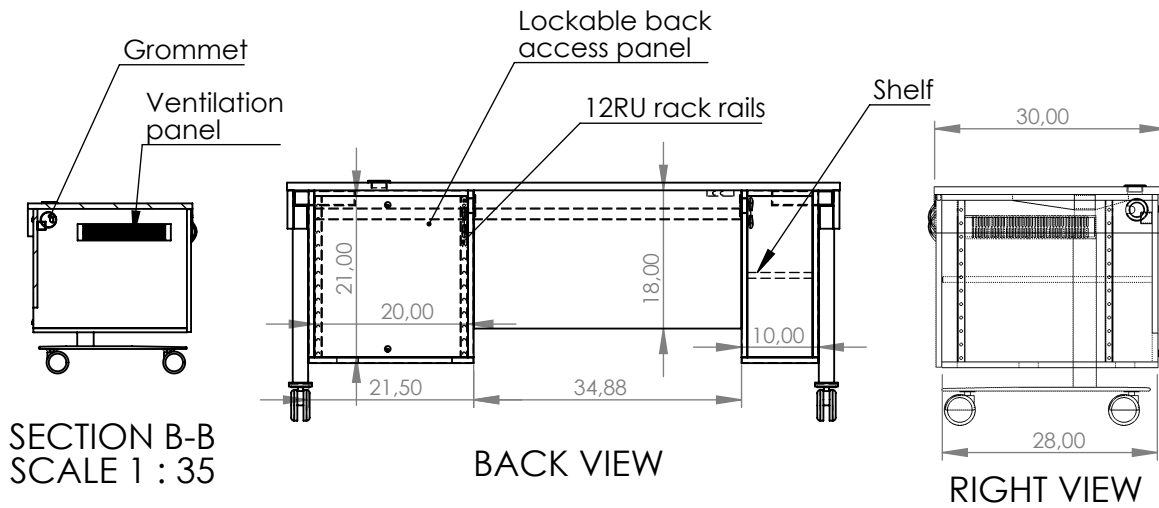 Grommet
Ventilation
panel
Lockable back
access panel
12RU rack rails
Shelf
30,00
21,00
20,00
18,00
10,00
21,50
34,88
28,00
SECTION B-B
SCALE 1 : 35
BACK VIEW
RIGHT VIEW